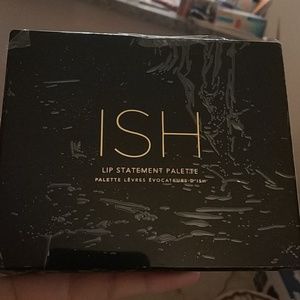 ISH
LIP STATEMENT PALETTE
PALETTE LÈVRES ÉVOCATEURS D'ISH